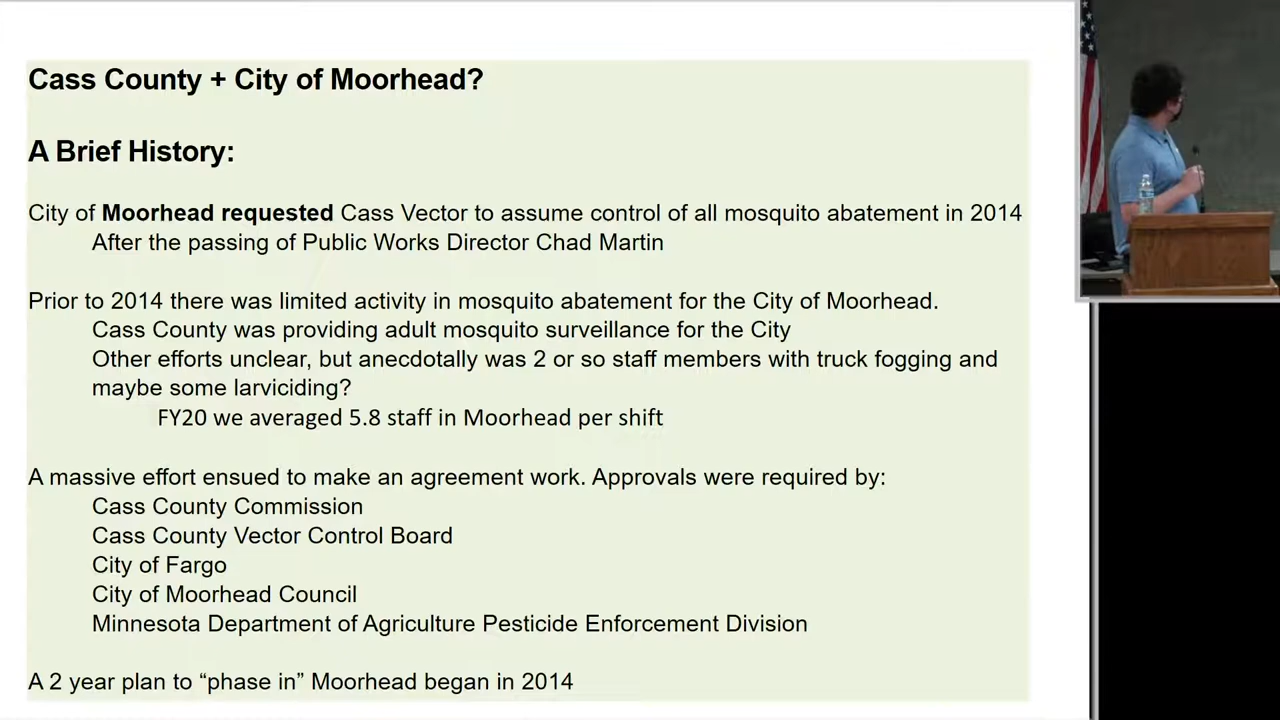 Cass County + City of Moorhead?
A Brief History:
City of Moorhead requested Cass Vector to assume control of all mosquito abatement in 2014
After the passing of Public Works Director Chad Martin
Prior to 2014 there was limited activity in mosquito abatement for the City of Moorhead.
Cass County was providing adult mosquito surveillance for the City
Other efforts unclear, but anecdotally was 2 or so staff members with truck fogging and
maybe some larviciding?
FY20 we averaged 5.8 staff in Moorhead per shift
A massive effort ensued to make an agreement work. Approvals were required by:
Cass County Commission
Cass County Vector Control Board
City of Fargo
City of Moorhead Council
Minnesota Department of Agriculture Pesticide Enforcement Division
A 2 year plan to “phase in” Moorhead began in 2014